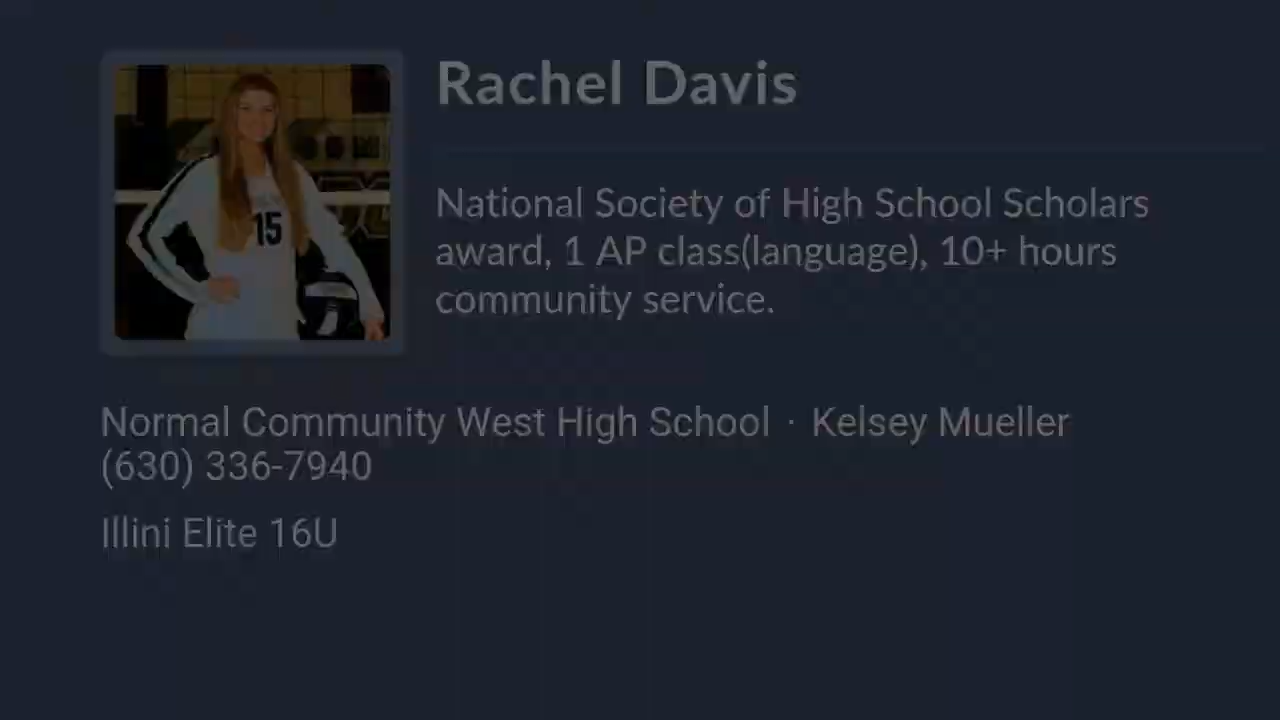 Rachel Davis
National Society of High School Scholars
award, 1 AP class(language), 10+ hours
community service.
15
Normal Community West High School · Kelsey Mueller
(630) 336-7940
Illini Elite 16U